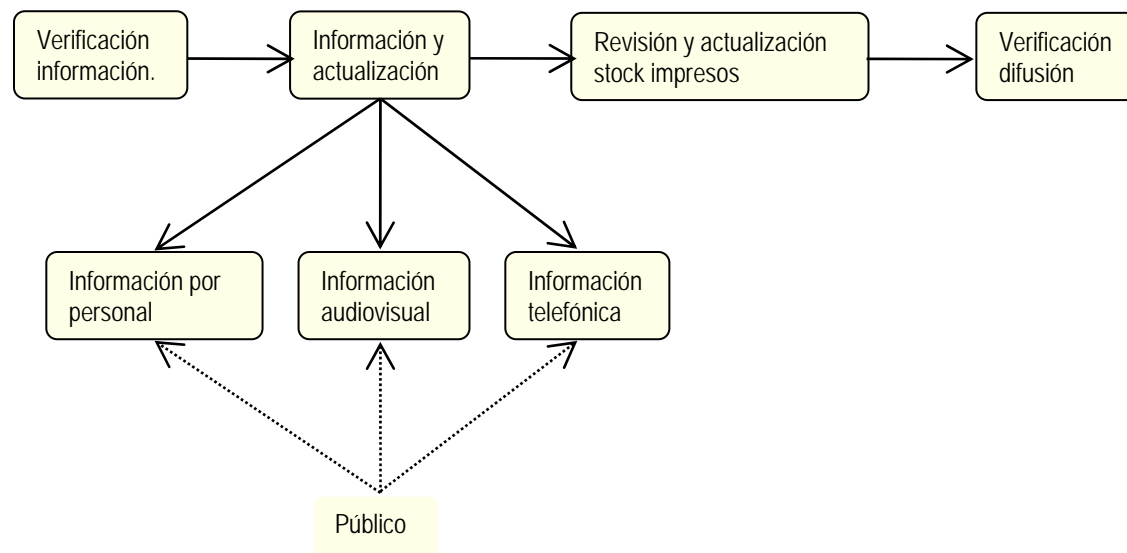 Verificación
información.
Información y
actualización
Revisión y actualización
stock impresos
Verificación
difusión
Información por
personal
Información
audiovisual
Información
telefónica
Público